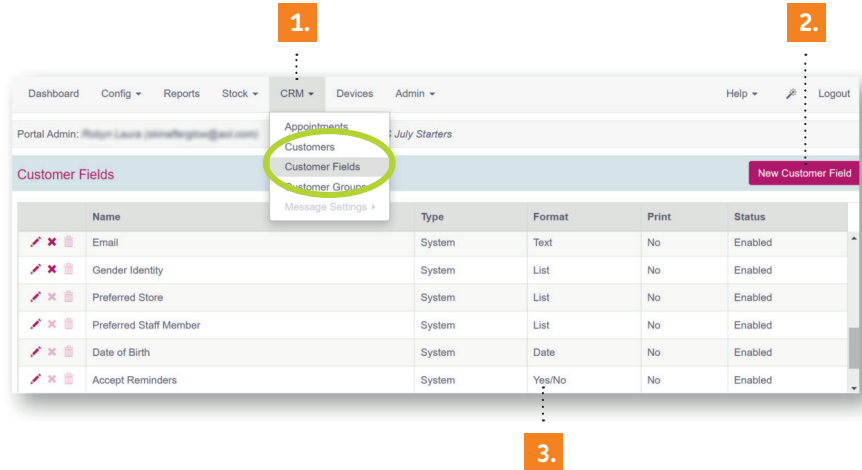 1.
2.
Dashboard Config Reports Stock CRM Devices Admin Help Logout
Portal Admin: July Starters
Appointments
Customers
Customer Fields
Customer Groups
Message Settings
Customer Fields
New Customer Field
Name Type Format Print Status
Email System Text No Enabled
Gender Identity System List No Enabled
Preferred Store System List No Enabled
Preferred Staff Member System List No Enabled
Date of Birth System Date No Enabled
Accept Reminders System Yes/No No Enabled
3.